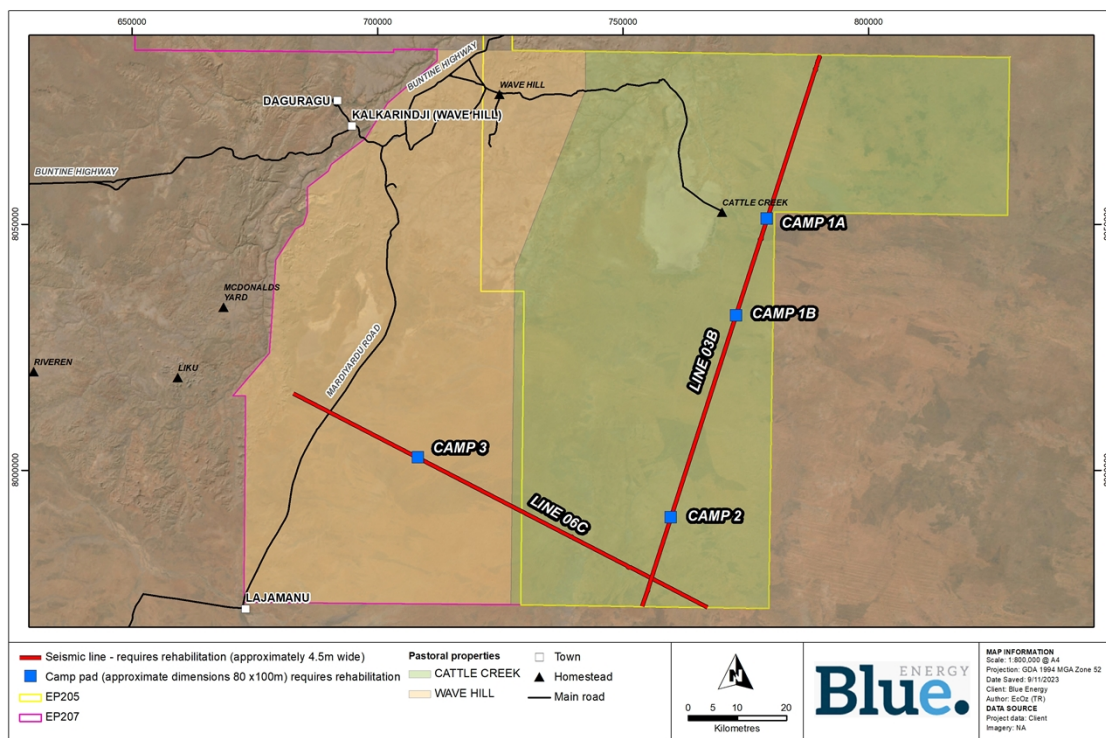 650000
700000
750000
800000
BUNTINE HIGHWAY
WAVE HILL
DAGURAGU
KALKARINDJI (WAVE HILL)
BUNTINE HIGHWAY
CATTLE CREEK
8050000
8050000
CAMP 1A
MCDONALDS
YARD
CAMP 1B
RIVEREN
LIKU
MARDIYARDU ROAD
LINE 03B
CAMP 3
8000000
8000000
LINE 06C
CAMP 2
LAJAMANU
Seismic line - requires rehabilitation (approximately 4.5m wide)
Camp pad (approximate dimensions 80 x100m) requires rehabilitation
EP205
EP207
Pastoral properties
CATTLE CREEK
WAVE HILL
Town
Homestead
Main road
N
0 10 20
Kilometres
Blue.
ENERGY
MAP INFORMATION
Scale: 1:800,000 @ A4
Projection: GDA 1994 MGA Zone 52
Date Saved: 9/11/2023
Client: Blue Energy
Author: EcOz (TR)
DATA SOURCE
Project data: Client
Imagery: NA